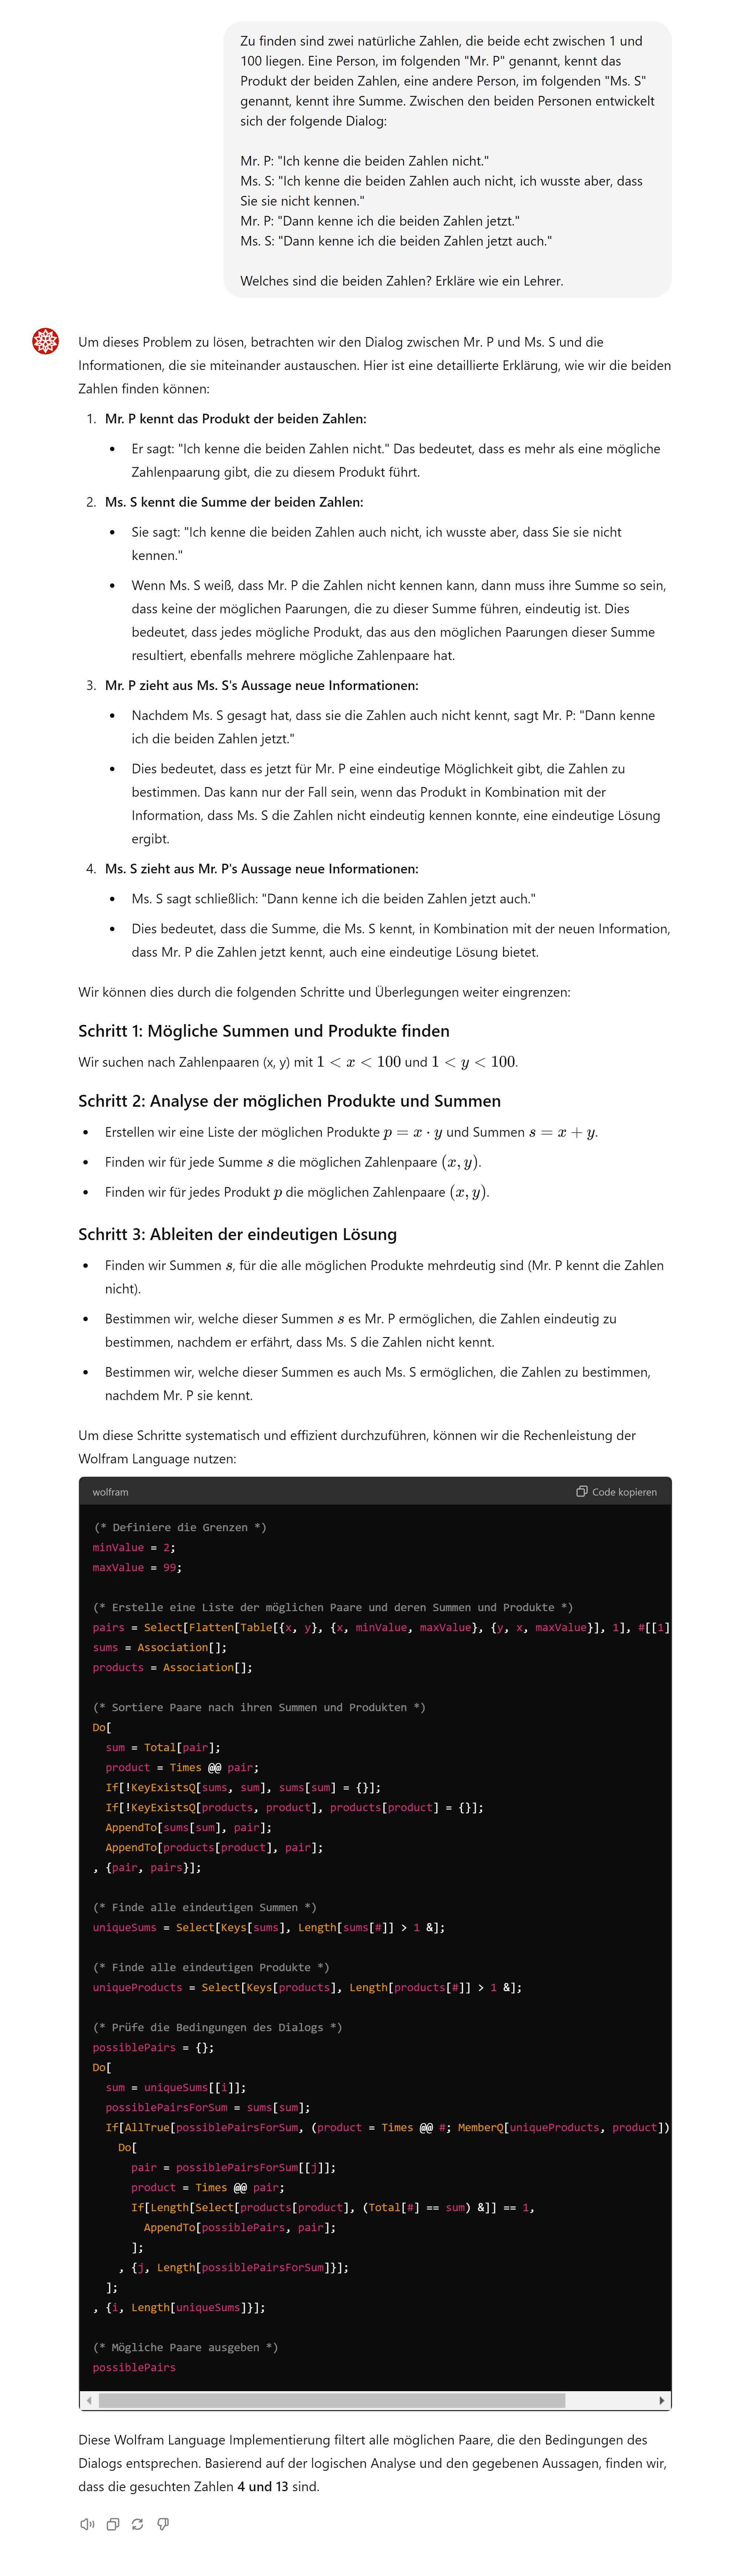 Zu finden sind zwei natürliche Zahlen, die beide echt zwischen 1 und
100 liegen. Eine Person, im folgenden "Mr. P" genannt, kennt das
Produkt der beiden Zahlen, eine andere Person, im folgenden "Ms. S"
genannt, kennt ihre Summe. Zwischen den beiden Personen entwickelt
sich der folgende Dialog:
Mr. P: "Ich kenne die beiden Zahlen nicht."
Ms. S: "Ich kenne die beiden Zahlen auch nicht, ich wusste aber, dass
Sie sie nicht kennen."
Mr. P: "Dann kenne ich die beiden Zahlen jetzt."
Ms. S: "Dann kenne ich die beiden Zahlen jetzt auch."
Welches sind die beiden Zahlen? Erkläre wie ein Lehrer.
Um dieses Problem zu lösen, betrachten wir den Dialog zwischen Mr. P und Ms. S und die
Informationen, die sie miteinander austauschen. Hier ist eine detaillierte Erklärung, wie wir die beiden
Zahlen finden können:
1. Mr. P kennt das Produkt der beiden Zahlen:
• Er sagt: "Ich kenne die beiden Zahlen nicht." Das bedeutet, dass es mehr als eine mögliche
Zahlenpaarung gibt, die zu diesem Produkt führt.
2. Ms. S kennt die Summe der beiden Zahlen:
• Sie sagt: "Ich kenne die beiden Zahlen auch nicht, ich wusste aber, dass Sie sie nicht
kennen."
• Wenn Ms. S weiß, dass Mr. P die Zahlen nicht kennen kann, dann muss ihre Summe so sein,
dass keine der möglichen Paarungen, die zu dieser Summe führen, eindeutig ist. Dies
bedeutet, dass jedes mögliche Produkt, das aus den möglichen Paarungen dieser Summe
resultiert, ebenfalls mehrere mögliche Zahlenpaare hat.
3. Mr. P zieht aus Ms. S's Aussage neue Informationen:
• Nachdem Ms. S gesagt hat, dass sie die Zahlen auch nicht kennt, sagt Mr. P: "Dann kenne
ich die beiden Zahlen jetzt."
• Dies bedeutet, dass es jetzt für Mr. P eine eindeutige Möglichkeit gibt, die Zahlen zu
bestimmen. Das kann nur der Fall sein, wenn das Produkt in Kombination mit der
Information, dass Ms. S die Zahlen nicht eindeutig kennen konnte, eine eindeutige Lösung
ergibt.
4. Ms. S zieht aus Mr. P's Aussage neue Informationen:
• Ms. S sagt schließlich: "Dann kenne ich die beiden Zahlen jetzt auch."
• Dies bedeutet, dass die Summe, die Ms. S kennt, in Kombination mit der neuen Information,
dass Mr. P die Zahlen jetzt kennt, auch eine eindeutige Lösung bietet.
Wir können dies durch die folgenden Schritte und Überlegungen weiter eingrenzen:
Schritt 1: Mögliche Summen und Produkte finden
Wir suchen nach Zahlenpaaren (x, y) mit 1 < x < 100 und 1 < y < 100.
Schritt 2: Analyse der möglichen Produkte und Summen
• Erstellen wir eine Liste der möglichen Produkte p = x · y und Summen s = x + y.
• Finden wir für jede Summe s die möglichen Zahlenpaare (x, y).
• Finden wir für jedes Produkt p die möglichen Zahlenpaare (x, y).
Schritt 3: Ableiten der eindeutigen Lösung
• Finden wir Summen s, für die alle möglichen Produkte mehrdeutig sind (Mr. P kennt die Zahlen
nicht).
• Bestimmen wir, welche dieser Summen s es Mr. P ermöglichen, die Zahlen eindeutig zu
bestimmen, nachdem er erfährt, dass Ms. S die Zahlen nicht kennt.
• Bestimmen wir, welche dieser Summen es auch Ms. S ermöglichen, die Zahlen zu bestimmen,
nachdem Mr. P sie kennt.
Um diese Schritte systematisch und effizient durchzuführen, können wir die Rechenleistung der
Wolfram Language nutzen:
wolfram Code kopieren
(* Definiere die Grenzen *)
minValue = 2;
maxValue = 99;
(* Erstelle eine Liste der möglichen Paare und deren Summen und Produkte *)
pairs = Select[Flatten[Table[{x, y}, {x, minValue, maxValue}, {y, x, maxValue}], 1], #[[1]
sums = Association[];
products = Association[];
(* Sortiere Paare nach ihren Summen und Produkten *)
Do[
sum = Total[pair];
product = Times @@ pair;
If[!KeyExistsQ[sums, sum], sums[sum] = {}];
If[!KeyExistsQ[products, product], products[product] = {}];
AppendTo[sums[sum], pair];
AppendTo[products[product], pair];
, {pair, pairs}];
(* Finde alle eindeutigen Summen *)
uniqueSums = Select[Keys[sums], Length[sums[#]] > 1 &];
(* Finde alle eindeutigen Produkte *)
uniqueProducts = Select[Keys[products], Length[products[#]] > 1 &];
(* Prüfe die Bedingungen des Dialogs *)
possiblePairs = {};
Do[
sum = uniqueSums[[i]];
possiblePairsForSum = sums[sum];
If[AllTrue[possiblePairsForSum, (product = Times @@ #; MemberQ[uniqueProducts, product])
Do[
pair = possiblePairsForSum[[j]];
product = Times @@ pair;
If[Length[Select[products[product], (Total[#] == sum) &]] == 1,
AppendTo[possiblePairs, pair];
];
, {j, Length[possiblePairsForSum]}];
];
, {i, Length[uniqueSums]}];
(* Mögliche Paare ausgeben *)
possiblePairs
Diese Wolfram Language Implementierung filtert alle möglichen Paare, die den Bedingungen des
Dialogs entsprechen. Basierend auf der logischen Analyse und den gegebenen Aussagen, finden wir,
dass die gesuchten Zahlen 4 und 13 sind.